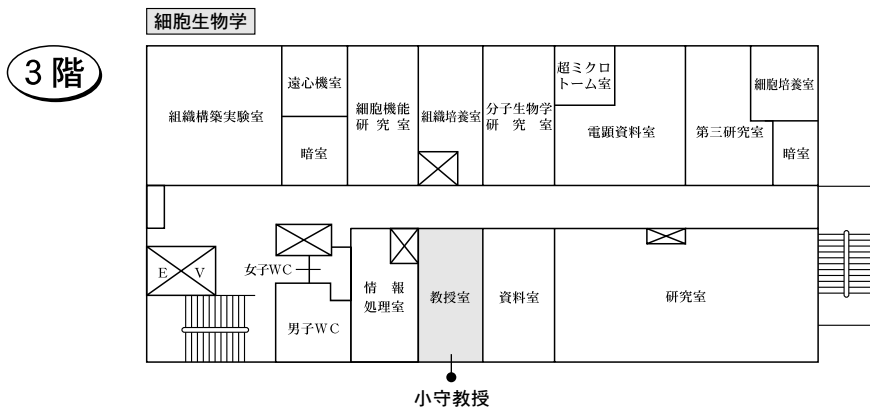 細胞生物学
3階
組織構築実験室
遠心機室
暗室
細胞機能
研究室
組織培養室
分子生物学
研究室
超ミクロ
トーム室
電顕資料室
第三研究室
細胞培養室
暗室
EV
女子WC
男子WC
情報
処理室
教授室
資料室
研究室
小守教授